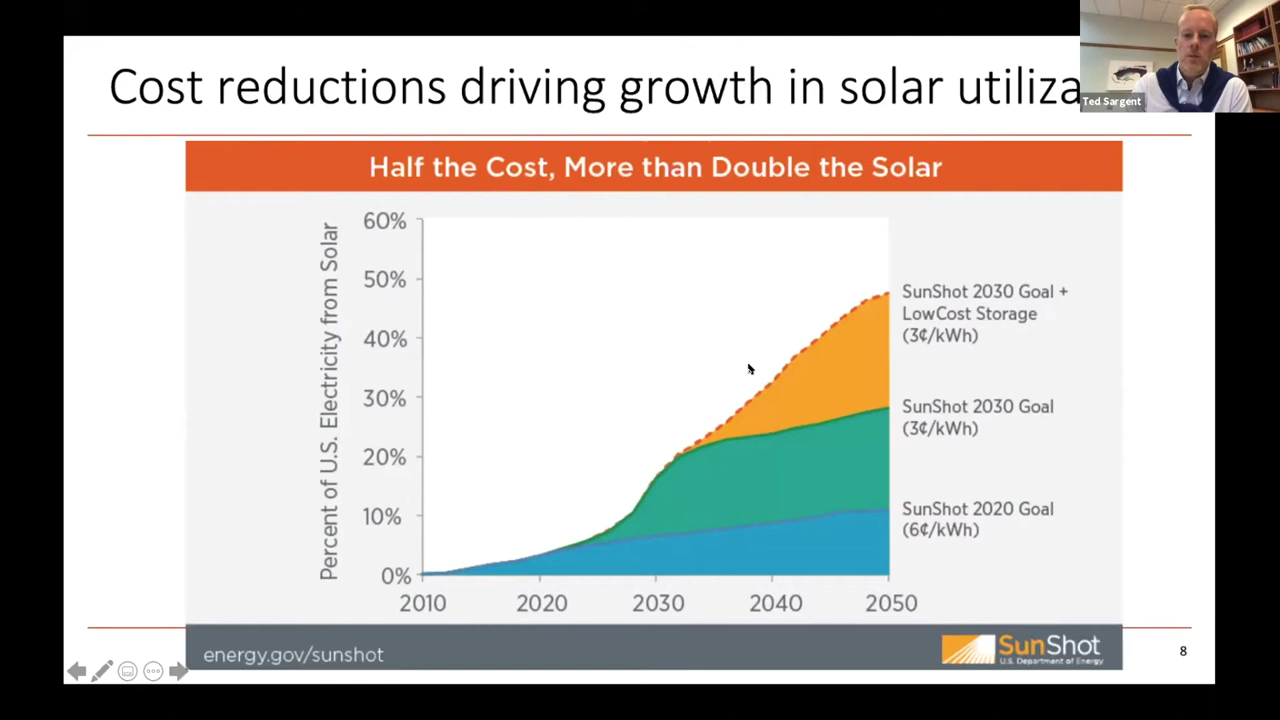 Cost reductions driving growth in solar utiliza
Ted Sargent
Half the Cost, More than Double the Solar
Percent of U.S. Electricity from Solar
60%
50%
40%
30%
20%
10%
0%
2010 2020 2030 2040 2050
SunShot 2030 Goal +
LowCost Storage
(3¢/kWh)
SunShot 2030 Goal
(3¢/kWh)
SunShot 2020 Goal
(6¢/kWh)
energy.gov/sunshot
SunShot
U.S. Department of Energy
8